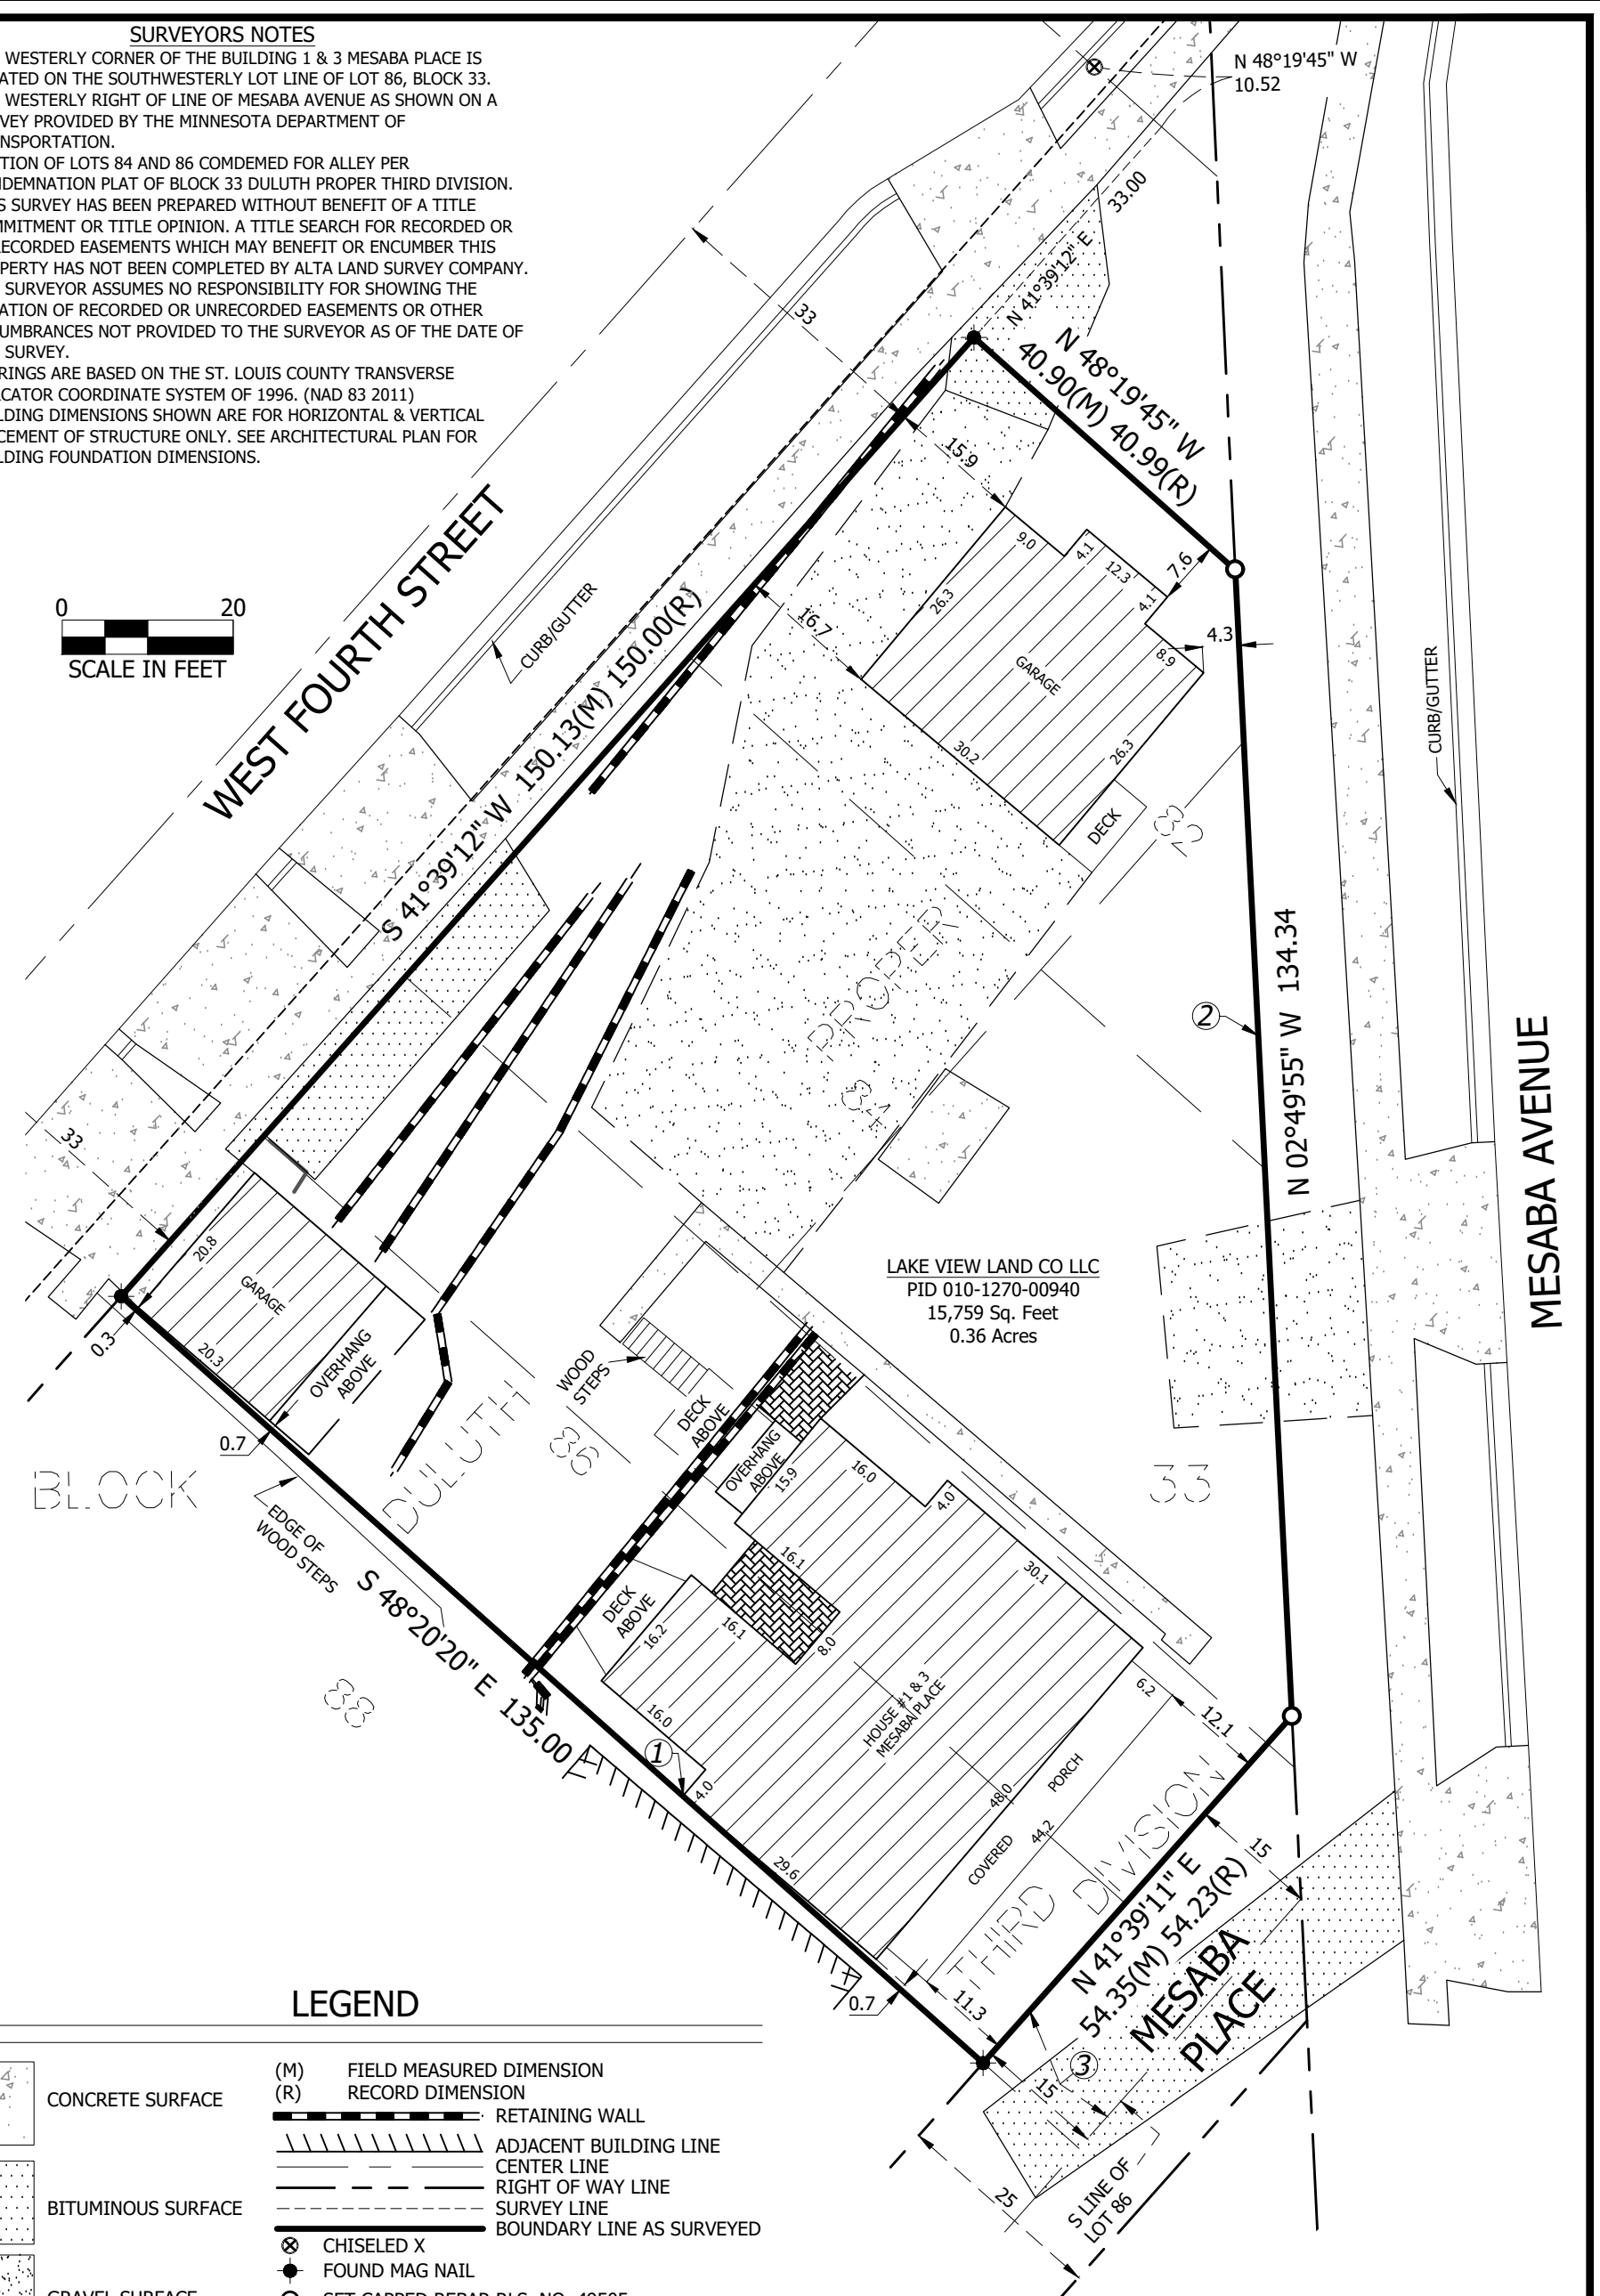 SURVEYORS NOTES
WESTERLY CORNER OF THE BUILDING 1 & 3 MESABA PLACE IS
ATED ON THE SOUTHWESTERLY LOT LINE OF LOT 86, BLOCK 33.
WESTERLY RIGHT OF LINE OF MESABA AVENUE AS SHOWN ON A
VEY PROVIDED BY THE MINNESOTA DEPARTMENT OF
NSPORTATION.
TION OF LOTS 84 AND 86 COMDEMED FOR ALLEY PER
NDEMNATION PLAT OF BLOCK 33 DULUTH PROPER THIRD DIVISION.
S SURVEY HAS BEEN PREPARED WITHOUT BENEFIT OF A TITLE
MMITMENT OR TITLE OPINION. A TITLE SEARCH FOR RECORDED OR
RECORDED EASEMENTS WHICH MAY BENEFIT OR ENCUMBER THIS
PERTY HAS NOT BEEN COMPLETED BY ALTA LAND SURVEY COMPANY.
SURVEYOR ASSUMES NO RESPONSIBILITY FOR SHOWING THE
ATION OF RECORDED OR UNRECORDED EASEMENTS OR OTHER
UMBRANCES NOT PROVIDED TO THE SURVEYOR AS OF THE DATE OF
SURVEY.
RINGS ARE BASED ON THE ST. LOUIS COUNTY TRANSVERSE
CATOR COORDINATE SYSTEM OF 1996. (NAD 83 2011)
LDING DIMENSIONS SHOWN ARE FOR HORIZONTAL & VERTICAL
CEMENT OF STRUCTURE ONLY. SEE ARCHITECTURAL PLAN FOR
LDING FOUNDATION DIMENSIONS.
N 48°19'45" W
10.52
33.00
N 41°39'12" E
33
N 48°19'45" W
40.90(M) 40.99(R)
15.9
0 20
SCALE IN FEET
WEST FOURTH STREET
CURB/GUTTER
S 41°39'12" W 150.13(M) 150.00(R)
16.7
9.0
4.1
12.3
4.1
7.6
8.9
4.3
26.3
GARAGE
30.2
26.3
DECK
82
CURB/GUTTER
PROPER
84
2
N 02°49'55" W 134.34
MESABA AVENUE
33
20.8
GARAGE
20.3
0.3
OVERHANG
ABOVE
0.7
LAKE VIEW LAND CO LLC
PID 010-1270-00940
15,759 Sq. Feet
0.36 Acres
WOOD
STEPS
DECK
ABOVE
OVERHANG
ABOVE
15.9
16.0
4.0
30.1
BLOCK
DULUTH
86
33
EDGE OF
WOOD STEPS
S 48°20'20" E 135.00
88
DECK
ABOVE
16.2
16.1
16.1
8.0
16.0
1
4.0
29.6
HOUSE #1 & 3
MESABA PLACE
48.0
COVERED PORCH
44.2
6.2
12.1
THIRD DIVISION
15
N 41°39'11" E
54.35(M) 54.23(R)
MESABA
PLACE
0.7
11.3
3
15
25
S LINE OF
LOT 86
LEGEND
CONCRETE SURFACE
BITUMINOUS SURFACE
GRAVEL SURFACE
(M) FIELD MEASURED DIMENSION
(R) RECORD DIMENSION
RETAINING WALL
ADJACENT BUILDING LINE
CENTER LINE
RIGHT OF WAY LINE
SURVEY LINE
BOUNDARY LINE AS SURVEYED
CHISELED X
FOUND MAG NAIL